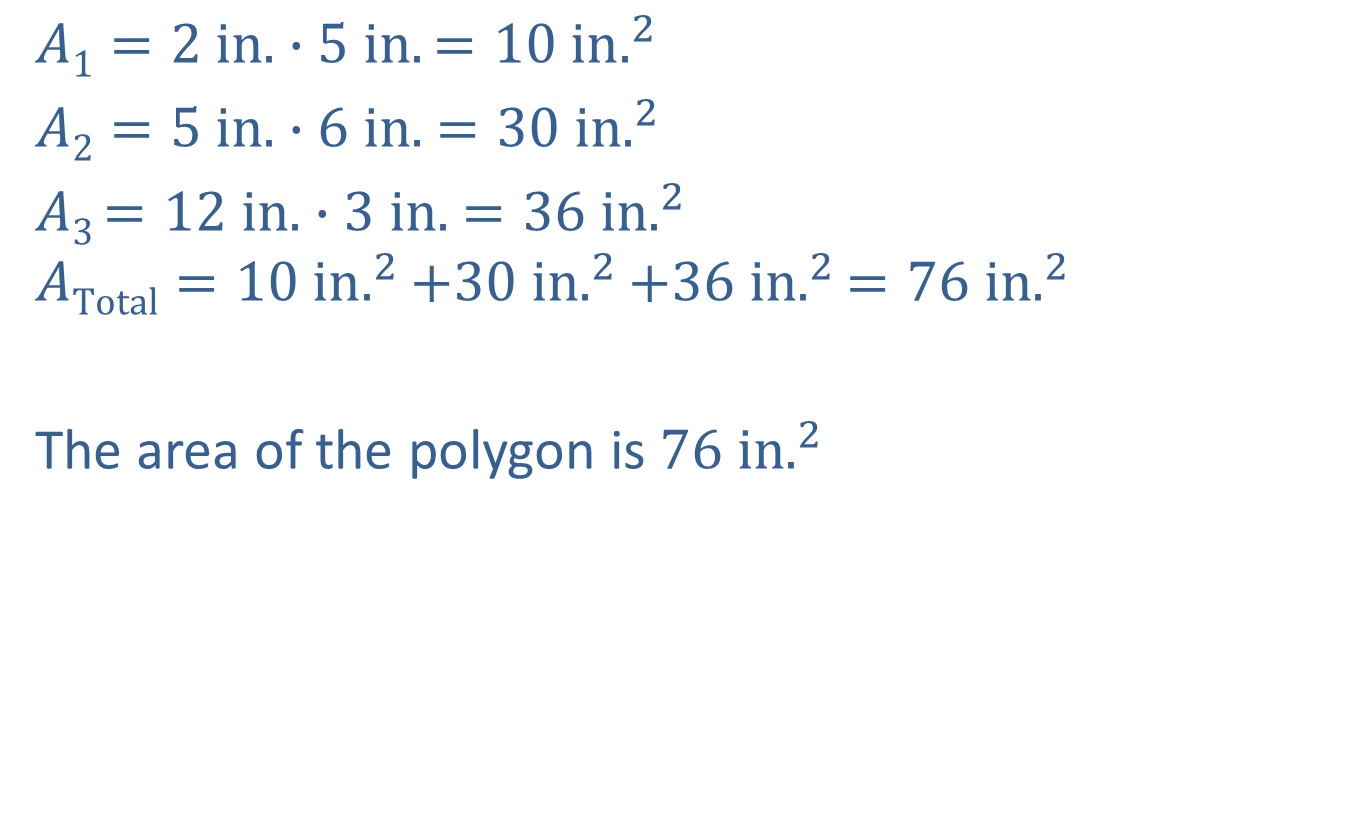 A₁ = 2 in. · 5 in. = 10 in.²
A₂ = 5 in. · 6 in. = 30 in.²
A₃ = 12 in. · 3 in. = 36 in.²
A_Total = 10 in.² +30 in.² +36 in.² = 76 in.²
The area of the polygon is 76 in.²